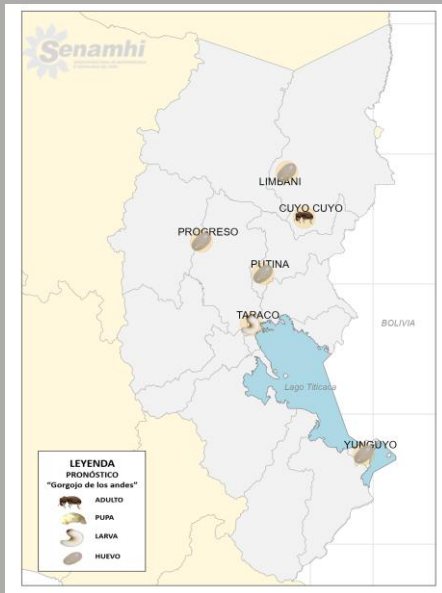 Senamhi
LIMBANI
CUYO CUYO
PROGRESO
PUTINA
TARACO
BOLIVIA
Lago Titicaca
YUNGUYO
LEYENDA
PRONÓSTICO
"Gorgojo de los andes"
ADULTO
PUPA
LARVA
HUEVO